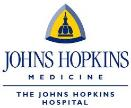 JOHNS HOPKINS
MEDICINE
THE JOHNS HOPKINS
HOSPITAL